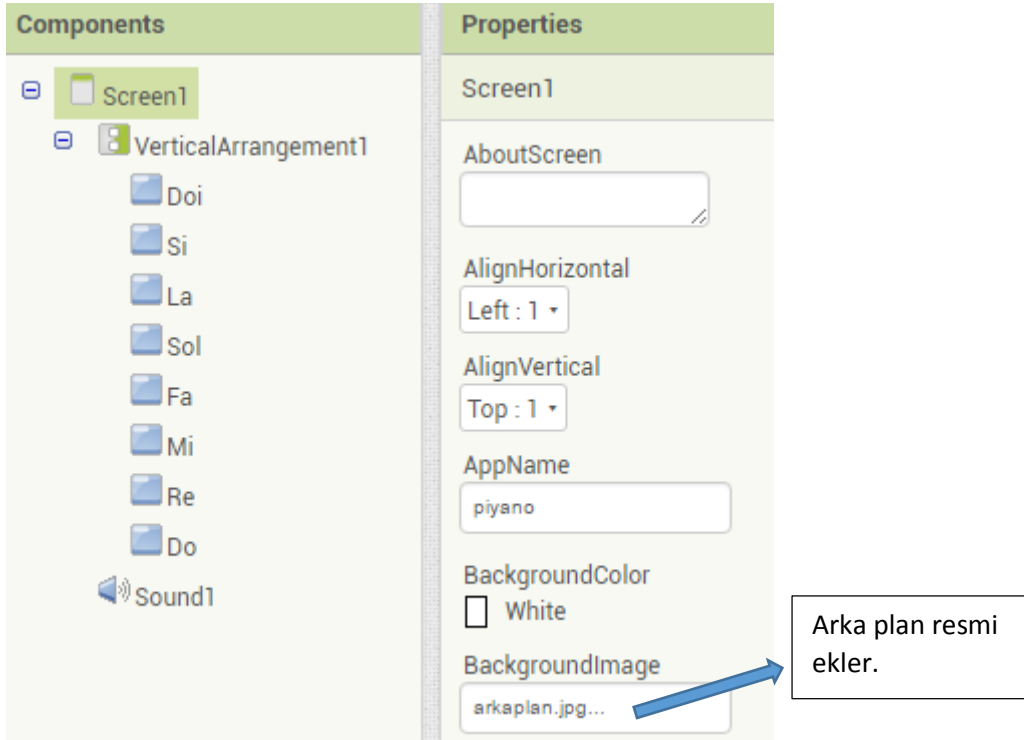 Components
Screen1
VerticalArrangement1
Doi
Si
La
Sol
Fa
Mi
Re
Do
Sound1
Properties
Screen1
AboutScreen
AlignHorizontal
Left : 1
AlignVertical
Top : 1
AppName
piyano
BackgroundColor
White
BackgroundImage
arkaplan.jpg...
Arka plan resmi
ekler.